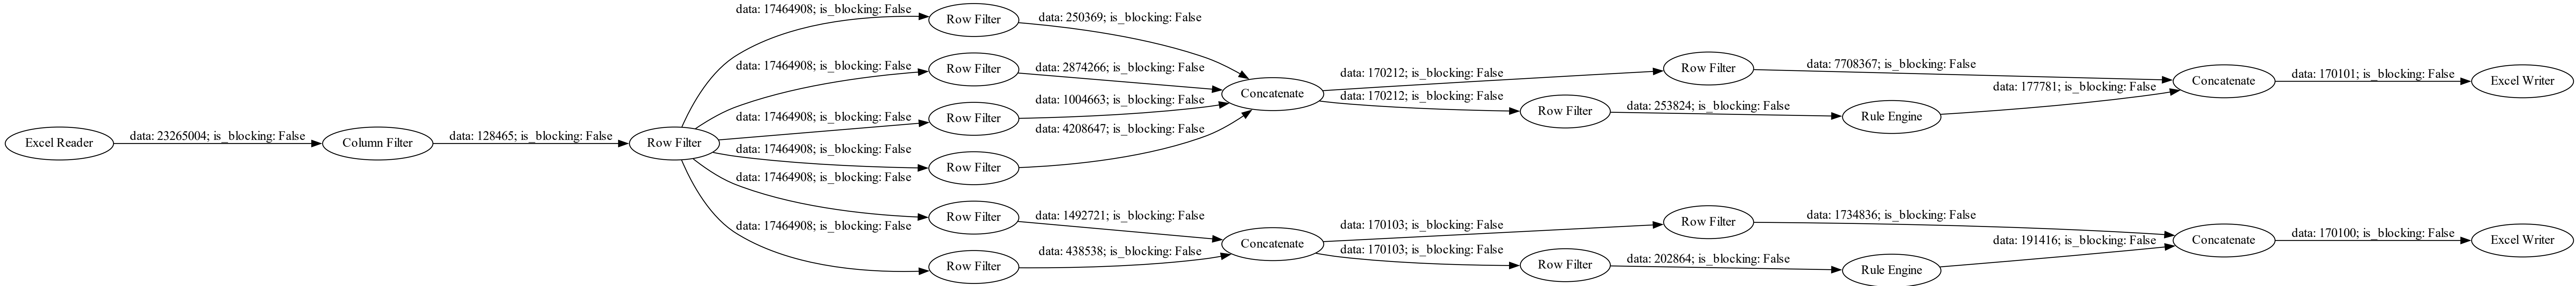 Excel Reader
data: 23265004; is_blocking: False
Column Filter
data: 128465; is_blocking: False
Row Filter
data: 17464908; is_blocking: False
Row Filter
data: 250369; is_blocking: False
data: 17464908; is_blocking: False
Row Filter
data: 2874266; is_blocking: False
data: 17464908; is_blocking: False
Row Filter
data: 1004663; is_blocking: False
data: 17464908; is_blocking: False
Row Filter
data: 4208647; is_blocking: False
data: 17464908; is_blocking: False
Row Filter
data: 1492721; is_blocking: False
data: 17464908; is_blocking: False
Row Filter
data: 438538; is_blocking: False
Concatenate
data: 170212; is_blocking: False
Row Filter
data: 7708367; is_blocking: False
data: 170212; is_blocking: False
Row Filter
data: 253824; is_blocking: False
Rule Engine
data: 177781; is_blocking: False
Concatenate
data: 170101; is_blocking: False
Excel Writer
Concatenate
data: 170103; is_blocking: False
Row Filter
data: 1734836; is_blocking: False
data: 170103; is_blocking: False
Row Filter
data: 202864; is_blocking: False
Rule Engine
data: 191416; is_blocking: False
Concatenate
data: 170100; is_blocking: False
Excel Writer